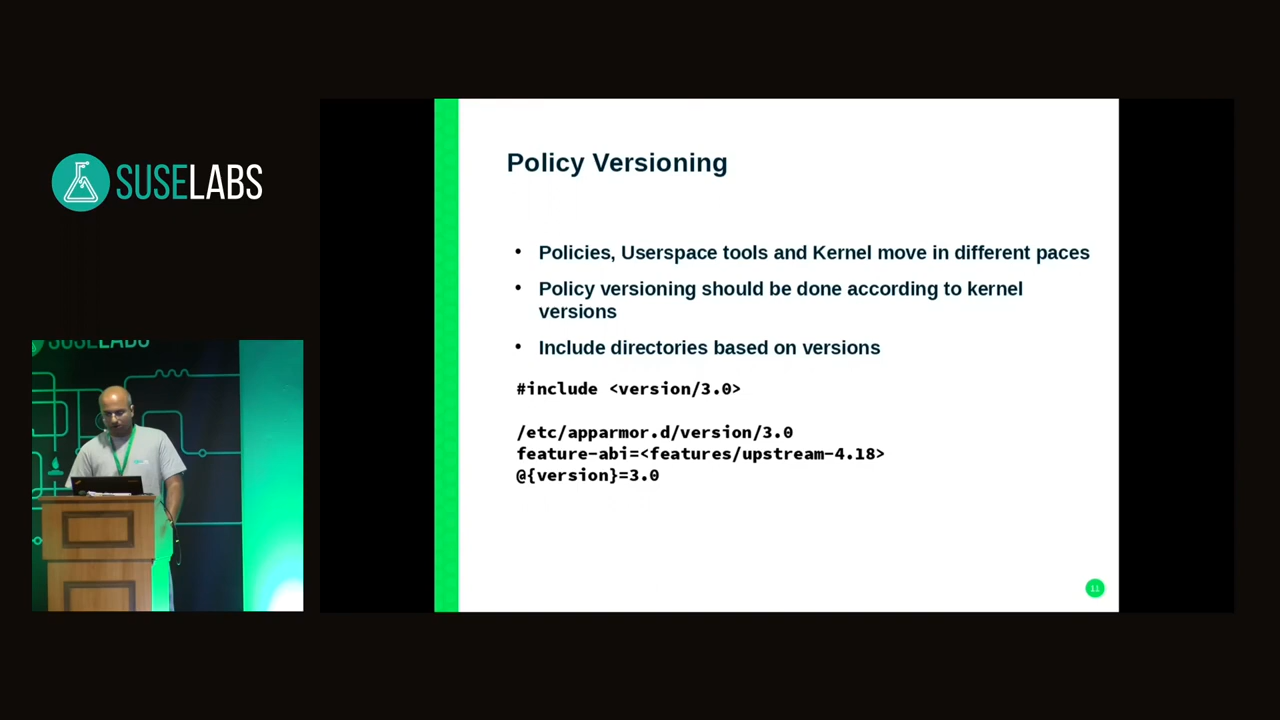 SUSELABS
SUSELABS
Policy Versioning
• Policies, Userspace tools and Kernel move in different paces
• Policy versioning should be done according to kernel
versions
• Include directories based on versions
#include <version/3.0>
/etc/apparmor.d/version/3.0
feature-abi=<features/upstream-4.18>
@{version}=3.0
11